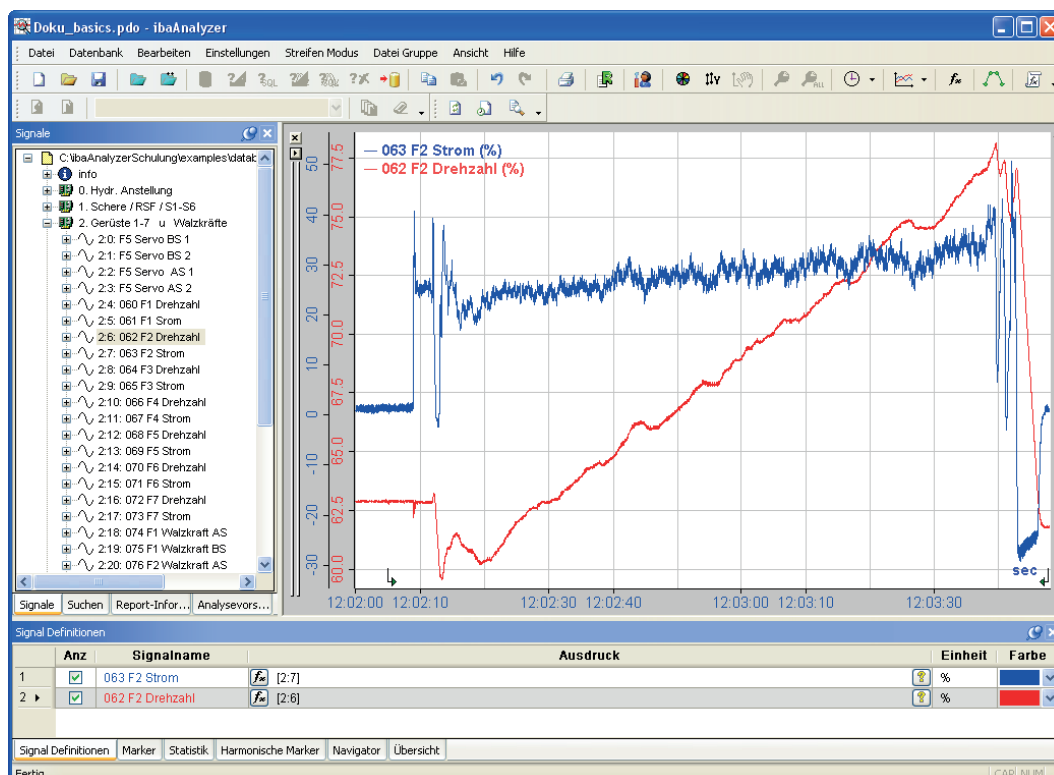 Doku_basics.pdo - ibaAnalyzer
Datei Datenbank Bearbeiten Einstellungen Streifen Modus Datei Gruppe Ansicht Hilfe
Signale
C:\ibaAnalyzerSchulung\examples\datab
info
0. Hydr. Anstellung
1. Schere / RSF / S1-S6
2. Gerüste 1-7 u Walzkräfte
2:0: F5 Servo BS 1
2:1: F5 Servo BS 2
2:2: F5 Servo AS 1
2:3: F5 Servo AS 2
2:4: 060 F1 Drehzahl
2:5: 061 F1 Srom
2:6: 062 F2 Drehzahl
2:7: 063 F2 Strom
2:8: 064 F3 Drehzahl
2:9: 065 F3 Strom
2:10: 066 F4 Drehzahl
2:11: 067 F4 Strom
2:12: 068 F5 Drehzahl
2:13: 069 F5 Strom
2:14: 070 F6 Drehzahl
2:15: 071 F6 Strom
2:16: 072 F7 Drehzahl
2:17: 073 F7 Strom
2:18: 074 F1 Walzkraft AS
2:19: 075 F1 Walzkraft BS
2:20: 076 F2 Walzkraft AS
Signale Suchen Report-Infor... Analysevors...
063 F2 Strom (%)
062 F2 Drehzahl (%)
50
40
30
20
10
0
-10
-20
-30
77.5
75.0
72.5
70.0
67.5
65.0
62.5
60.0
sec
12:02:00 12:02:10 12:02:30 12:02:40 12:03:00 12:03:10 12:03:30
Signal Definitionen
Anz Signalname Ausdruck Einheit Farbe
1 063 F2 Strom [2:7] %
2 062 F2 Drehzahl [2:6] %
Signal Definitionen Marker Statistik Harmonische Marker Navigator Übersicht
Fertig CAP NUM